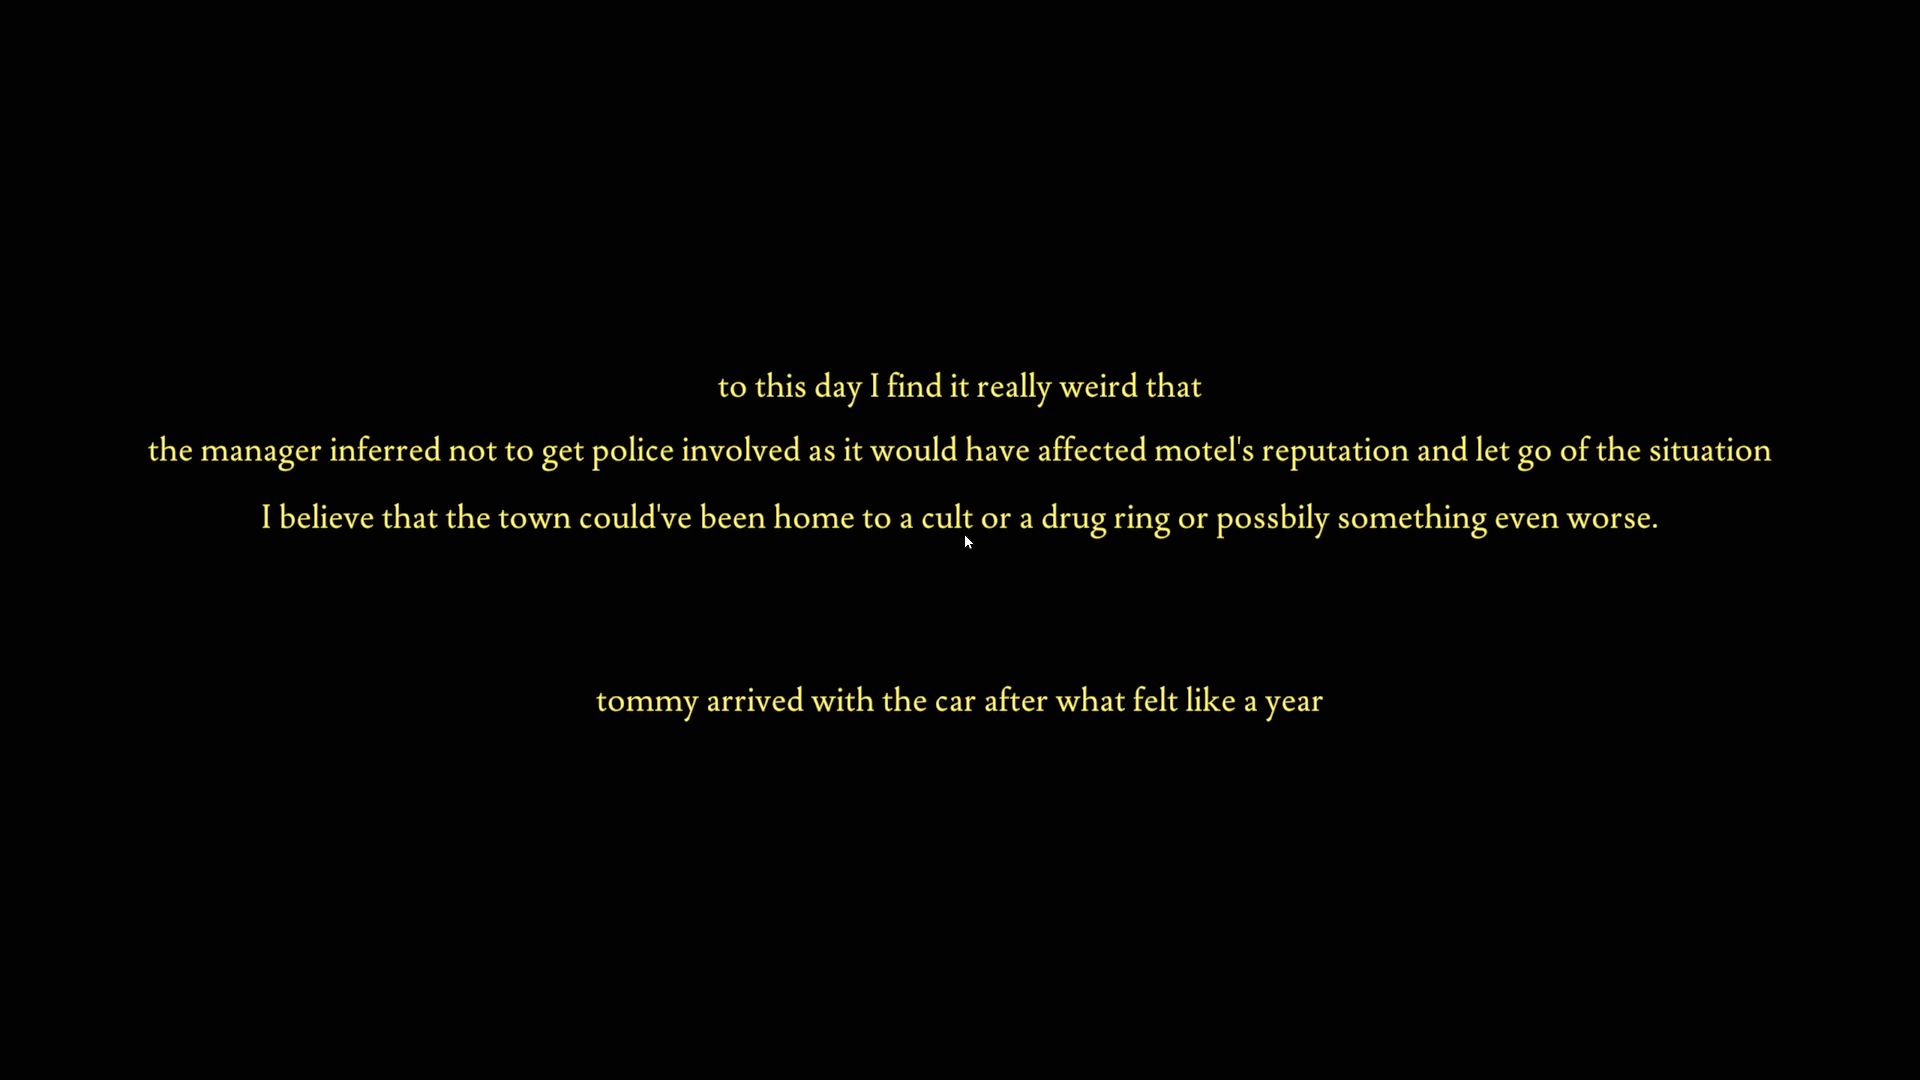 to this day I find it really weird that
the manager inferred not to get police involved as it would have affected motel's reputation and let go of the situation
I believe that the town could've been home to a cult or a drug ring or possbily something even worse.
tommy arrived with the car after what felt like a year